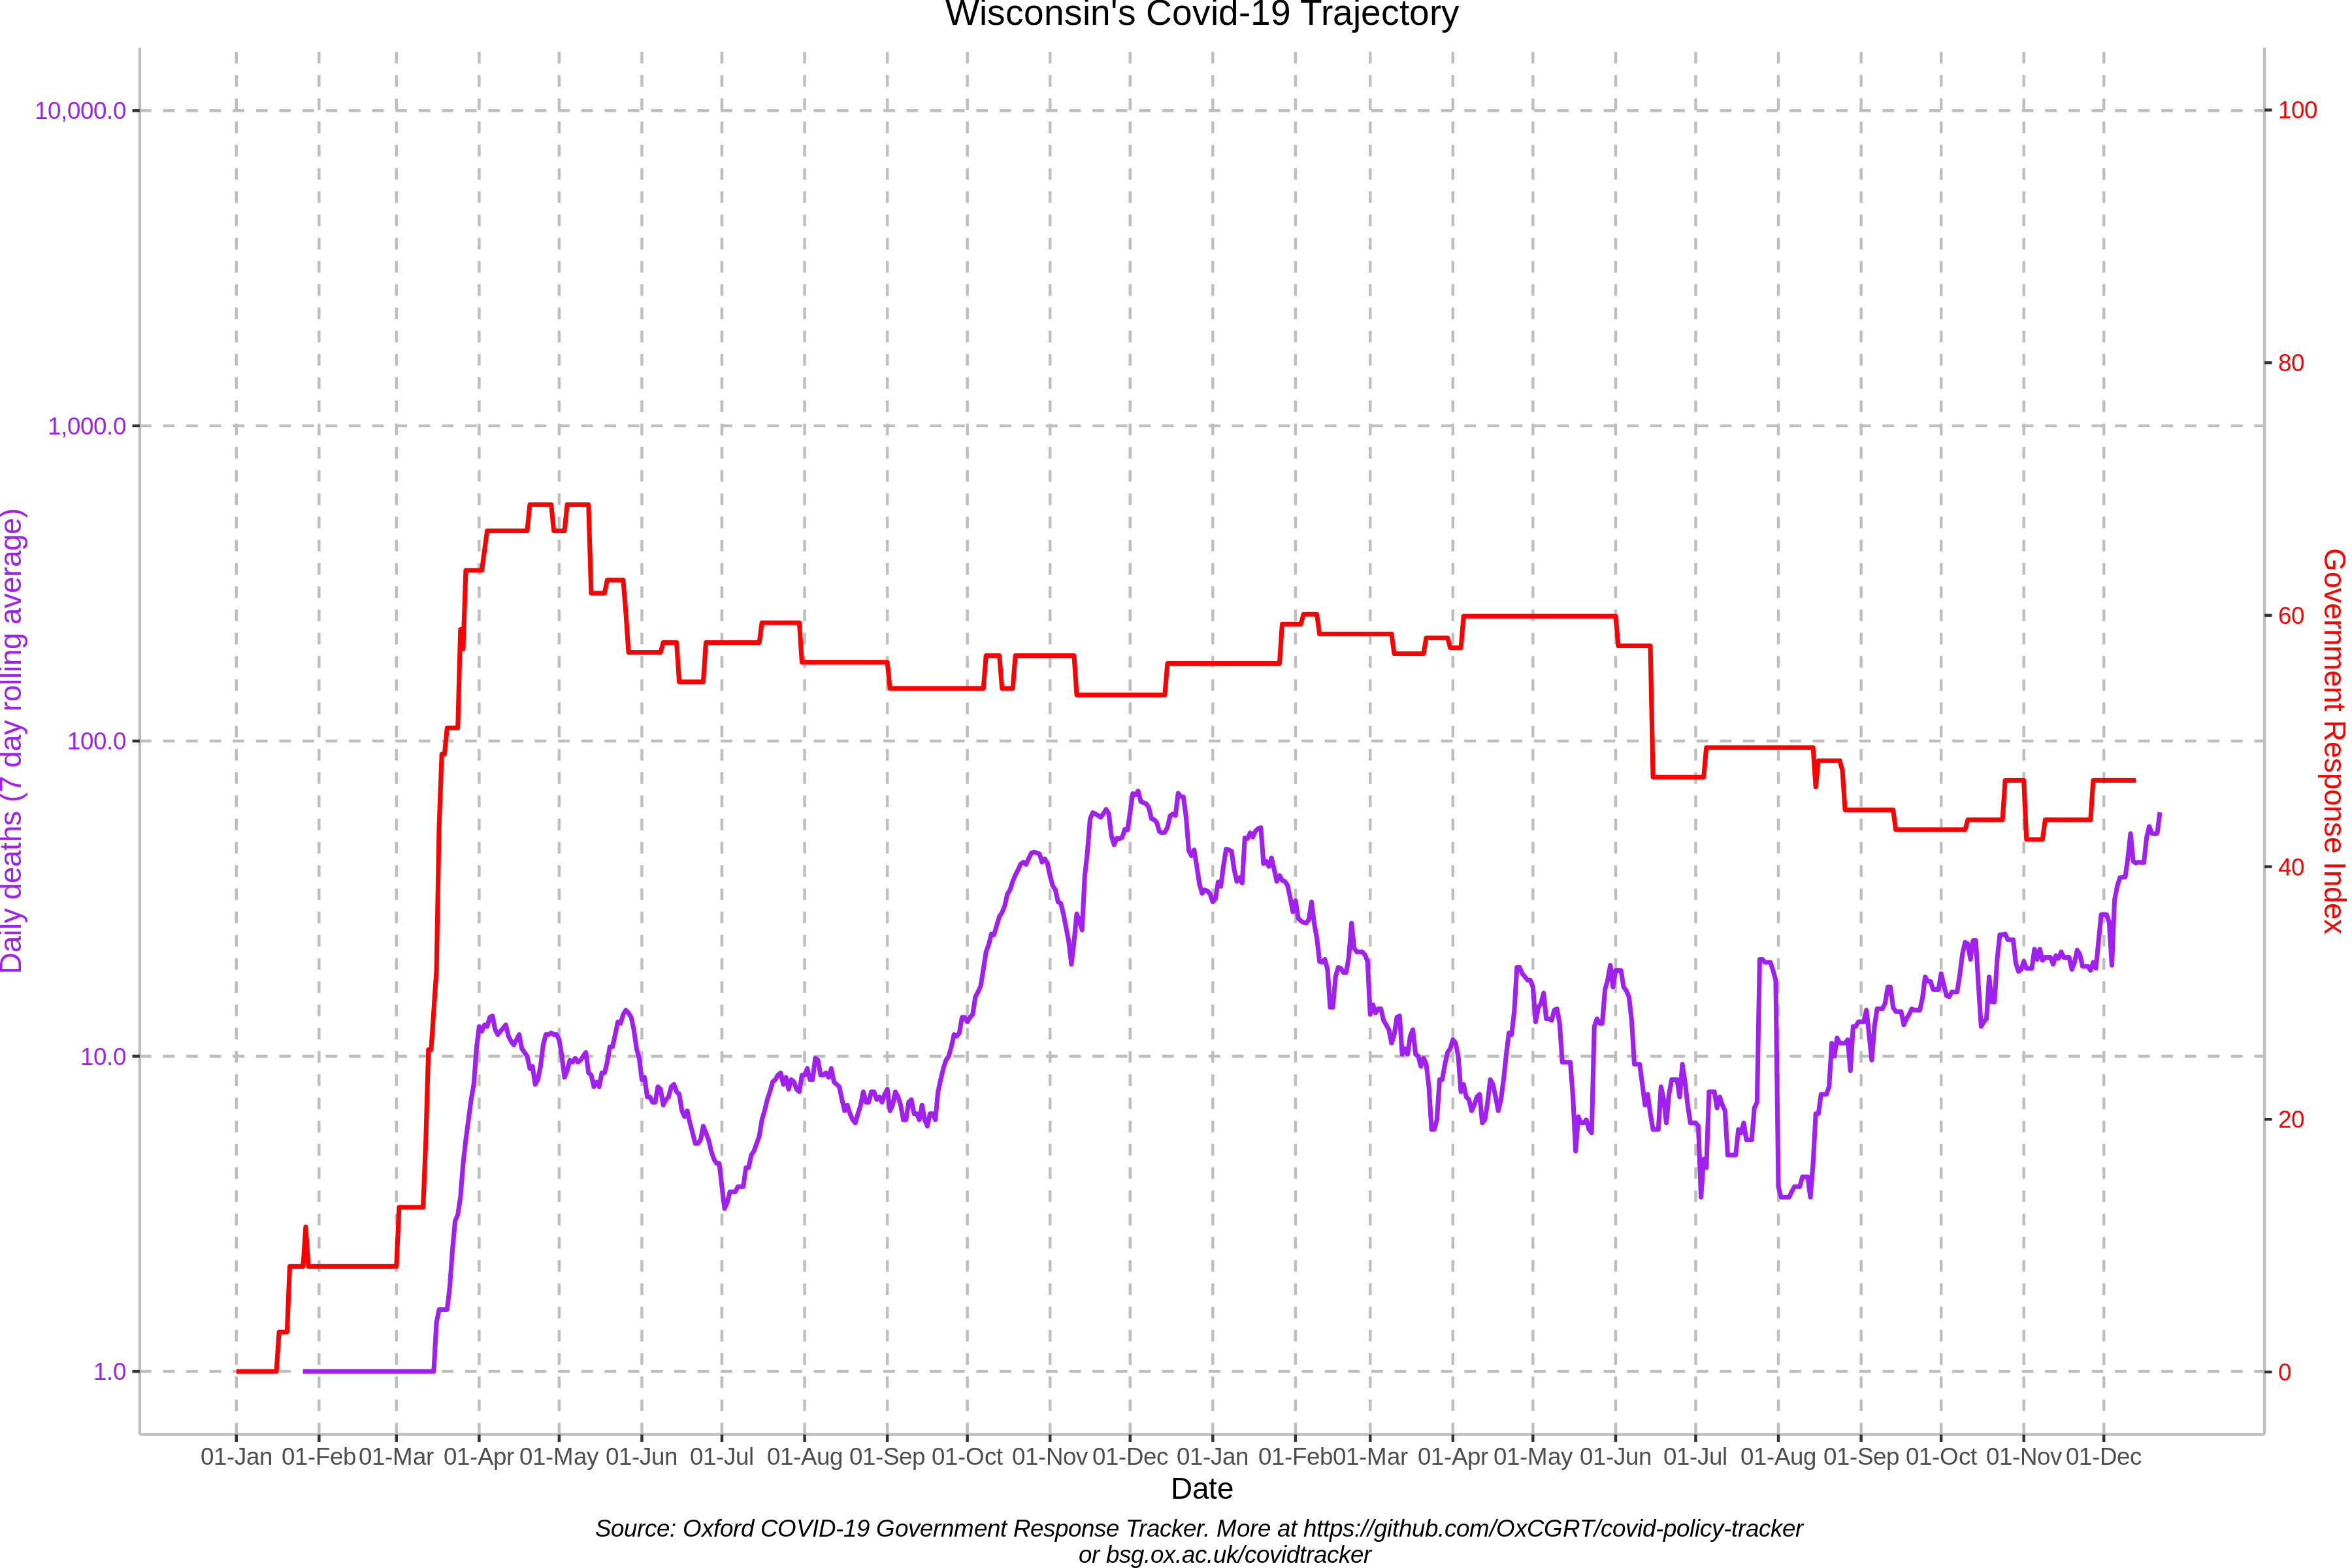 Wisconsin's Covid-19 Trajectory
10,000.0
1,000.0
100.0
10.0
1.0
Daily deaths (7 day rolling average)
100
80
60
40
20
0
Government Response Index
01-Jan 01-Feb 01-Mar 01-Apr 01-May 01-Jun 01-Jul 01-Aug 01-Sep 01-Oct 01-Nov 01-Dec 01-Jan 01-Feb 01-Mar 01-Apr 01-May 01-Jun 01-Jul 01-Aug 01-Sep 01-Oct 01-Nov 01-Dec
Date
Source: Oxford COVID-19 Government Response Tracker. More at https://github.com/OxCGRT/covid-policy-tracker
or bsg.ox.ac.uk/covidtracker